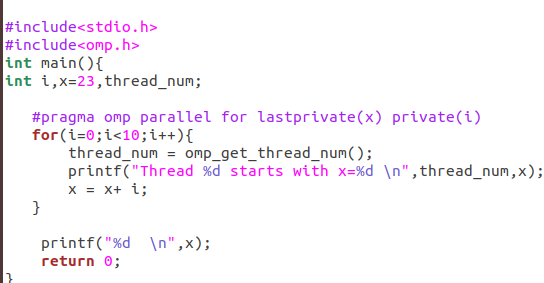 #include<stdio.h>
#include<omp.h>
int main(){
int i,x=23,thread_num;
#pragma omp parallel for lastprivate(x) private(i)
for(i=0;i<10;i++){
thread_num = omp_get_thread_num();
printf("Thread %d starts with x=%d \n",thread_num,x);
x = x+ i;
}
printf("%d  \n",x);
return 0;
}